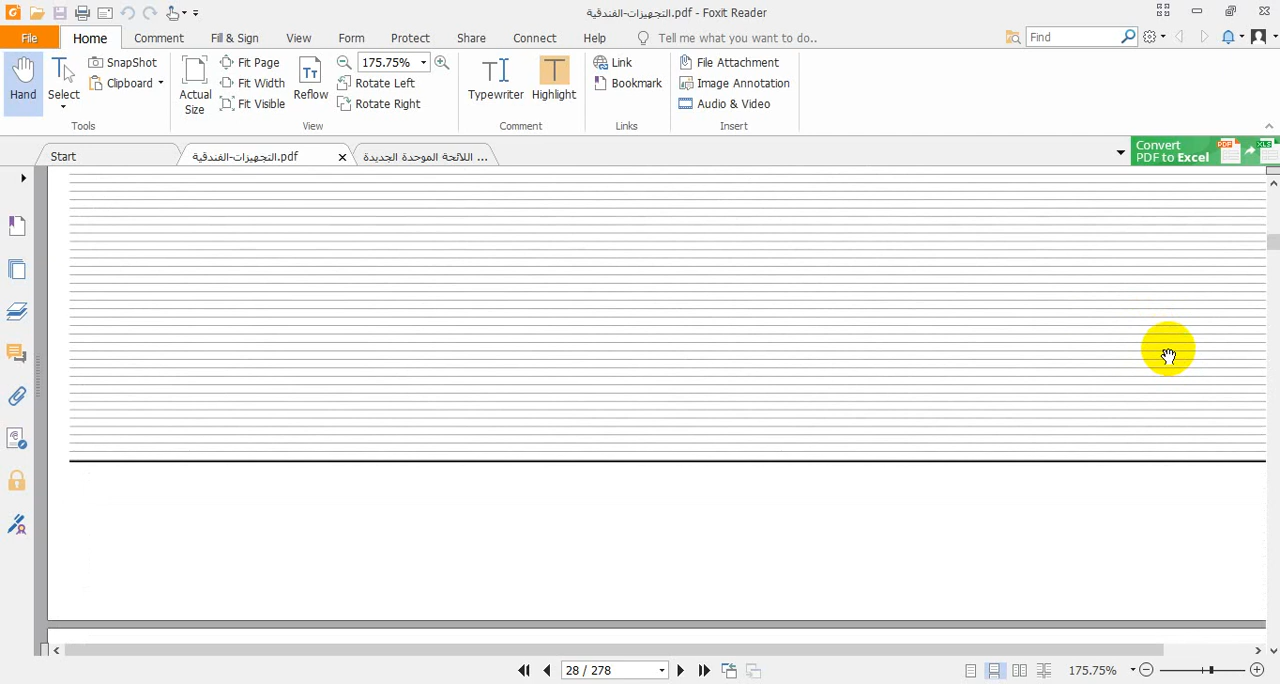 التجهيزات-الفندقية.pdf - Foxit Reader
File Home Comment Fill & Sign View Form Protect Share Connect Help Tell me what you want to do.. Find
Hand
Select
SnapShot
Clipboard
Tools
Actual Size
Fit Page
Fit Width
Fit Visible
Reflow
175.75%
Rotate Left
Rotate Right
View
Typewriter
Highlight
Comment
Link
Bookmark
Links
File Attachment
Image Annotation
Audio & Video
Insert
Start
التجهيزات-الفندقية.pdf
اللائحة الموحدة الجديدة ...
Convert
PDF to Excel
PDF XLS
28 / 278
175.75%